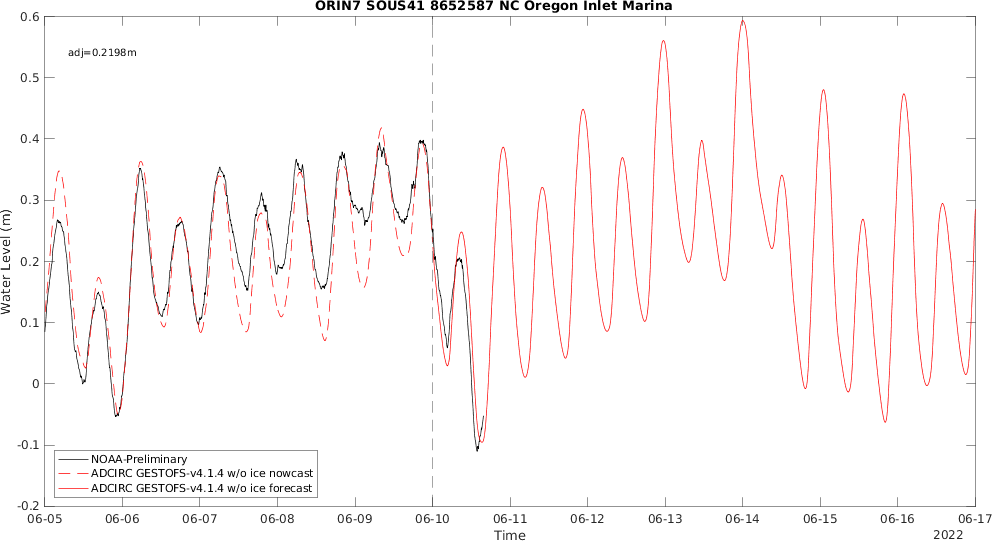 ORIN7 SOUS41 8652587 NC Oregon Inlet Marina
adj=0.2198m
0.6
0.5
0.4
0.3
0.2
0.1
0
-0.1
-0.2
Water Level (m)
NOAA-Preliminary
ADCIRC GESTOFS-v4.1.4 w/o ice nowcast
ADCIRC GESTOFS-v4.1.4 w/o ice forecast
06-05 06-06 06-07 06-08 06-09 06-10 06-11 06-12 06-13 06-14 06-15 06-16 06-17
Time
2022